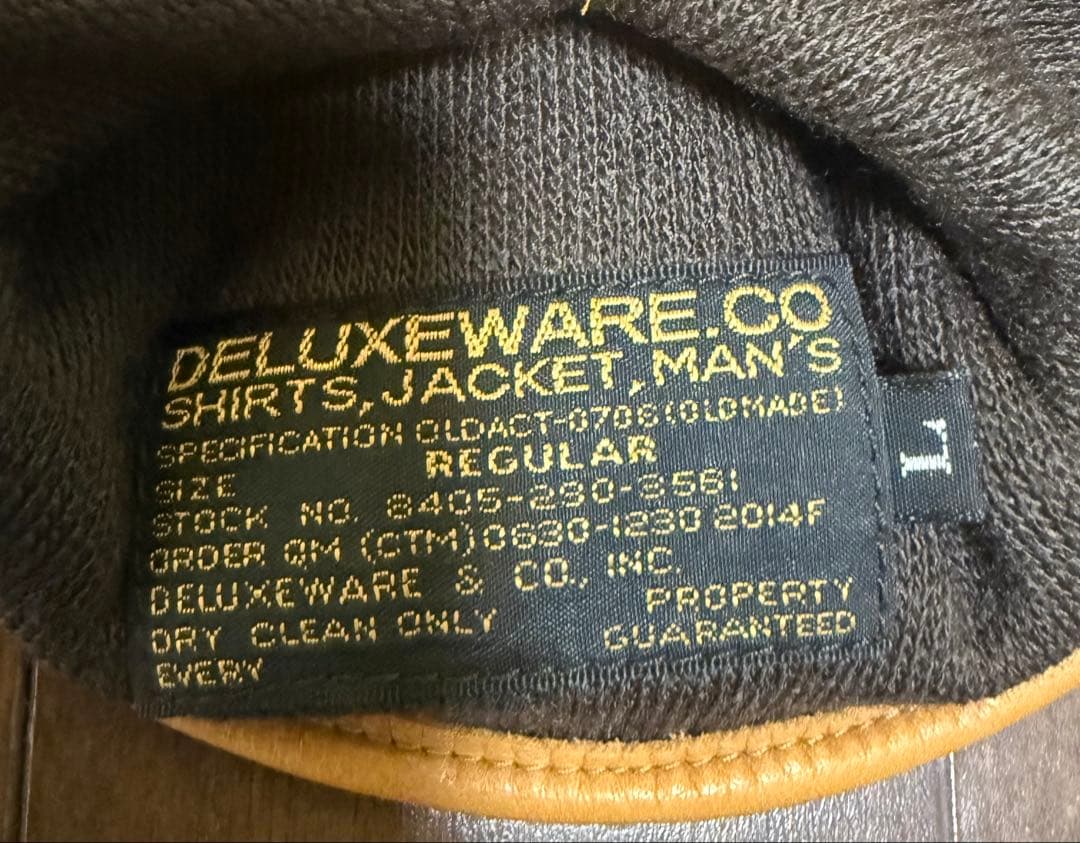 DELUXEWARE.CO
SHIRTS, JACKET, MAN'S
SPECIFICATION OLDACT-0708(OLDMADE)
SIZE REGULAR
STOCK NO. 8405-290-3561
ORDER QM (CTM)0630-1230 2014F
DELUXEWARE & CO., INC.
DRY CLEAN ONLY PROPERTY
EVERY GUARANTEED
L